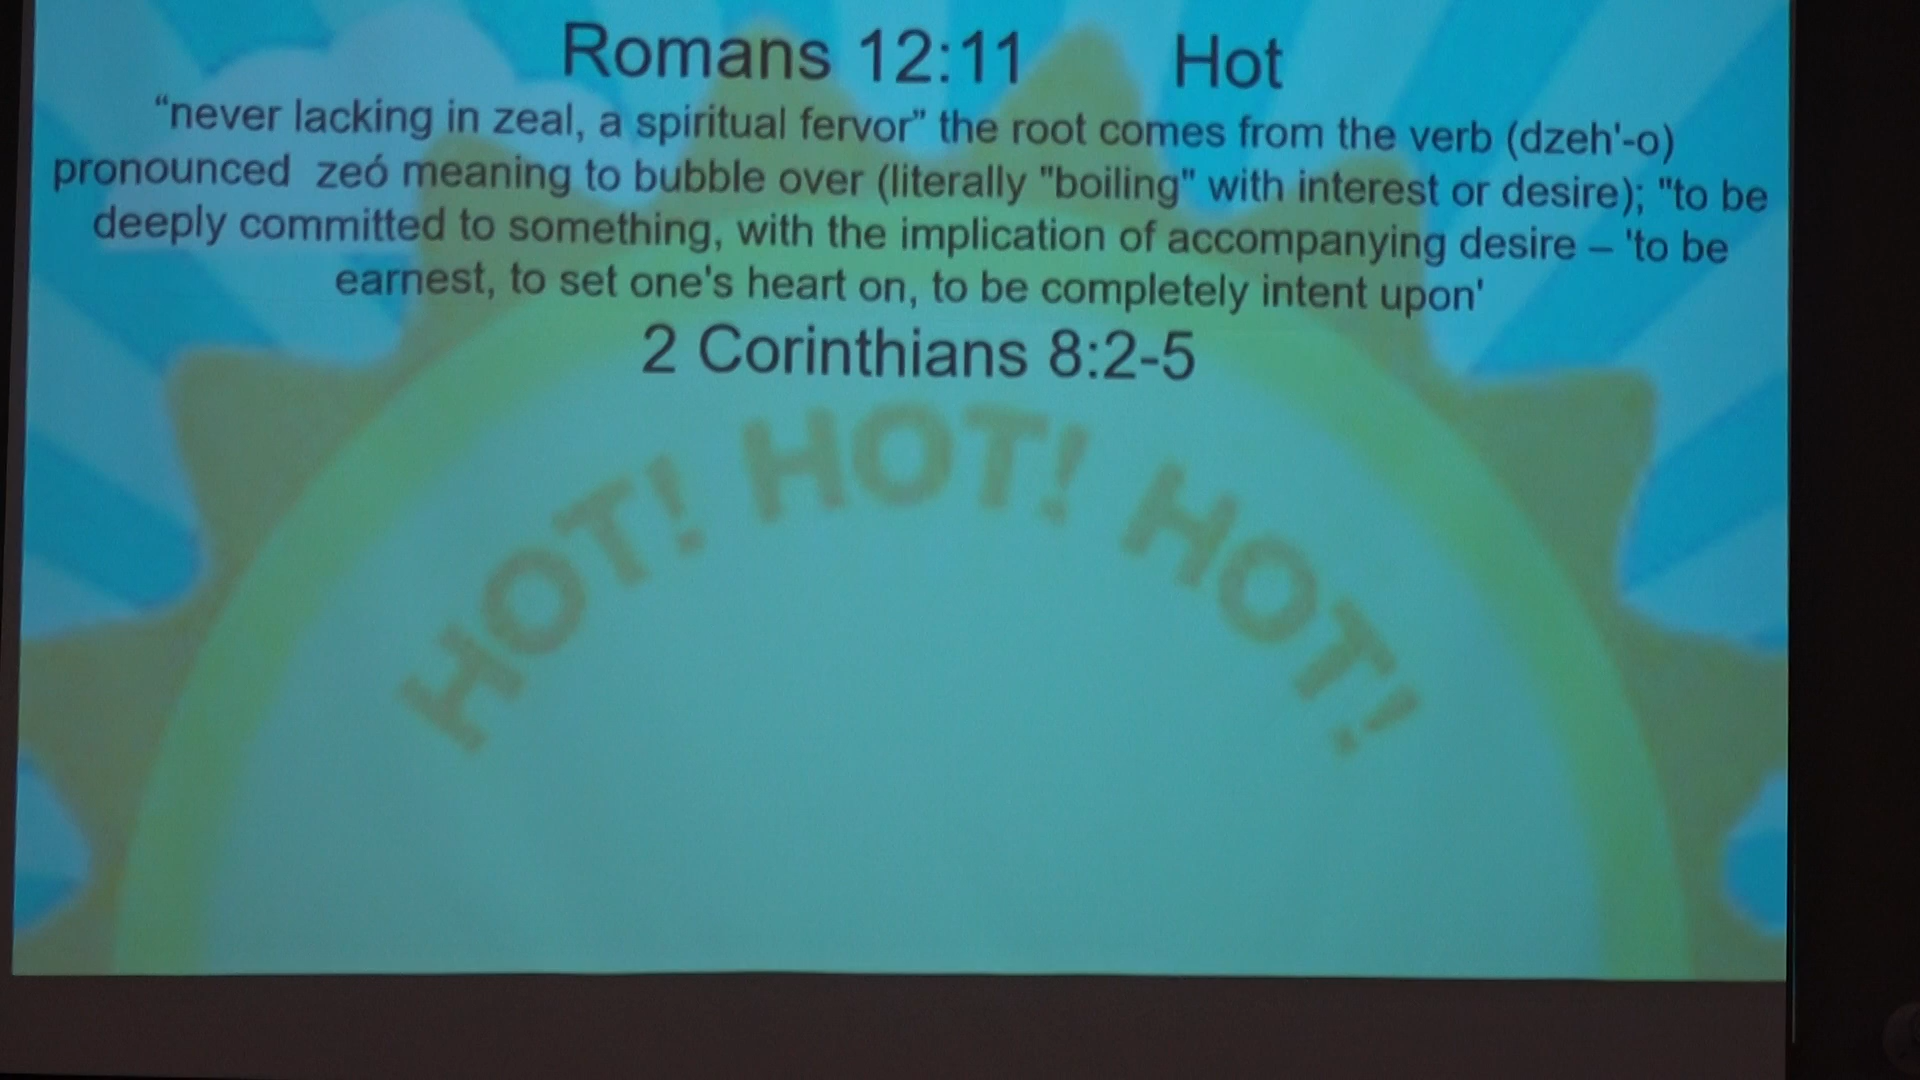 Romans 12:11 Hot
“never lacking in zeal, a spiritual fervor” the root comes from the verb (dzeh'-o)
pronounced zeó meaning to bubble over (literally "boiling" with interest or desire); "to be
deeply committed to something, with the implication of accompanying desire – 'to be
earnest, to set one's heart on, to be completely intent upon'
2 Corinthians 8:2-5
HOT! HOT! HOT!